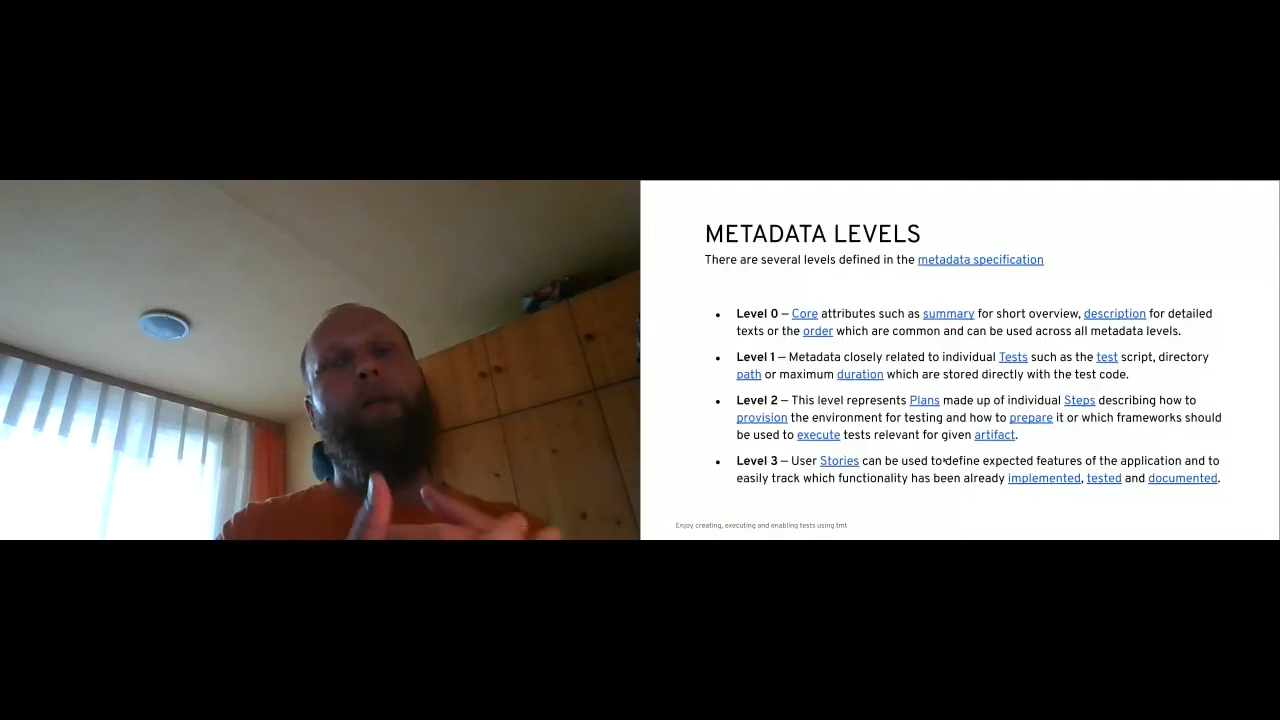 METADATA LEVELS
There are several levels defined in the metadata specification
• Level 0 – Core attributes such as summary for short overview, description for detailed
texts or the order which are common and can be used across all metadata levels.
• Level 1 – Metadata closely related to individual Tests such as the test script, directory
path or maximum duration which are stored directly with the test code.
• Level 2 – This level represents Plans made up of individual Steps describing how to
provision the environment for testing and how to prepare it or which frameworks should
be used to execute tests relevant for given artifact.
• Level 3 – User Stories can be used to define expected features of the application and to
easily track which functionality has been already implemented, tested and documented.
Enjoy creating, executing and enabling tests using tmt